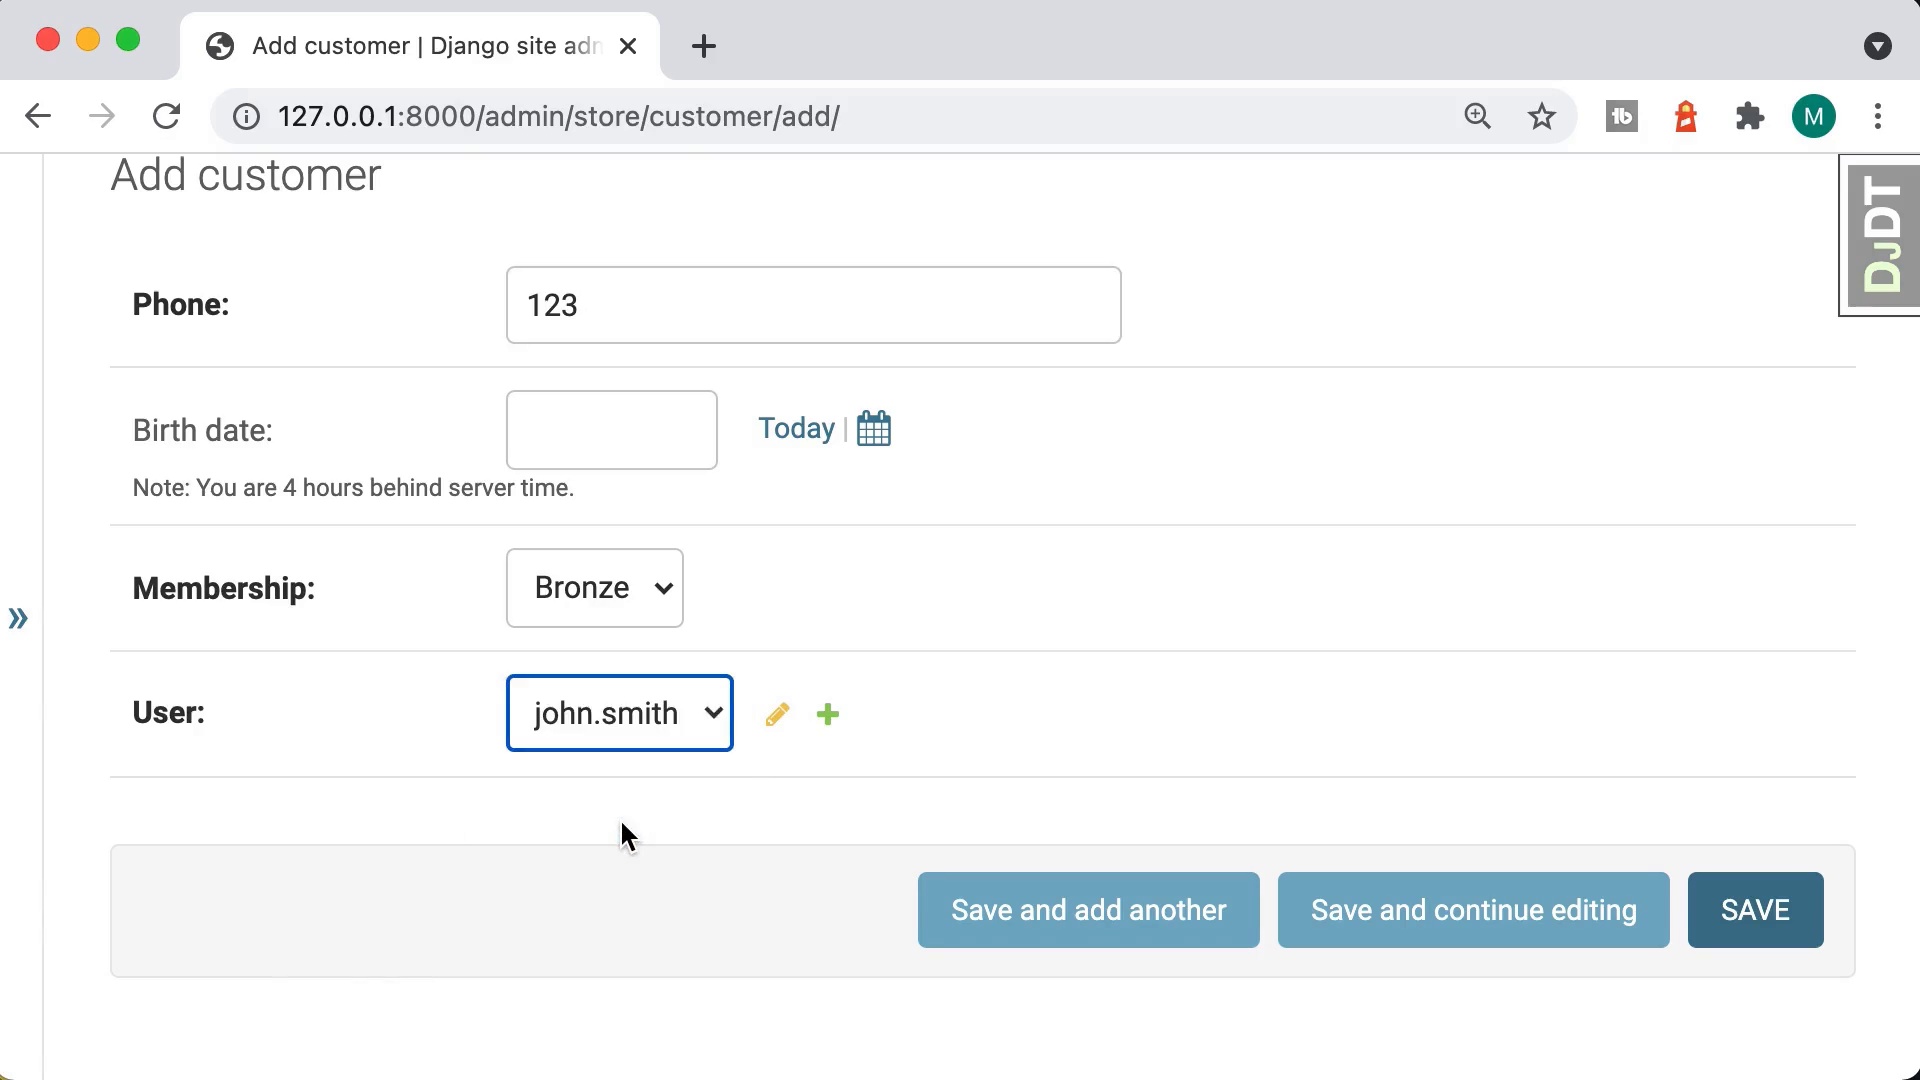 Add customer | Django site adn
127.0.0.1:8000/admin/store/customer/add/
M
Add customer
DJDT
Phone: 123
Birth date: Today |
Note: You are 4 hours behind server time.
Membership: Bronze
User: john.smith
Save and add another Save and continue editing SAVE